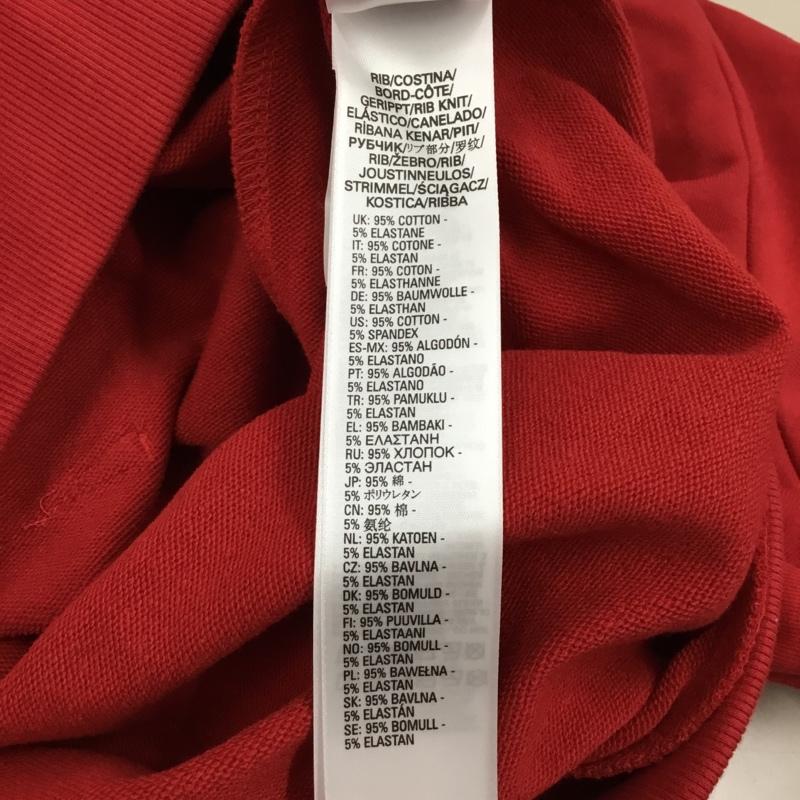 RIB/COSTINA/
BORD-CÔTE/
GERIPPT/RIB KNIT/
ELÁSTICO/CANELADO/
RİBANA KENAR/ΡΙΠ/
РУБЧИК/リブ部分/罗纹/
RIB/ŽEBRO/RIB/
JOUSTINNEULOS/
STRIMMEL/ŚCIĄGACZ/
KOSTICA/RIBBA
UK: 95% COTTON -
5% ELASTANE
IT: 95% COTONE -
5% ELASTAN
FR: 95% COTON -
5% ELASTHANNE
DE: 95% BAUMWOLLE -
5% ELASTHAN
US: 95% COTTON -
5% SPANDEX
ES-MX: 95% ALGODÓN -
5% ELASTANO
PT: 95% ALGODÃO -
5% ELASTANO
TR: 95% PAMUKLU -
5% ELASTAN
EL: 95% ΒΑΜΒΑΚΙ -
5% ΕΛΑΣΤΑΝΗ
RU: 95% ХЛОПОК -
5% ЭЛАСТАН
JP: 95% 綿 -
5% ポリウレタン
CN: 95% 棉 -
5% 氨纶
NL: 95% KATOEN -
5% ELASTAN
CZ: 95% BAVLNA -
5% ELASTAN
DK: 95% BOMULD -
5% ELASTAN
FI: 95% PUUVILLA -
5% ELASTAANI
NO: 95% BOMULL -
5% ELASTAN
PL: 95% BAWEŁNA -
5% ELASTAN
SK: 95% BAVLNA -
5% ELASTÁN
SE: 95% BOMULL -
5% ELASTAN